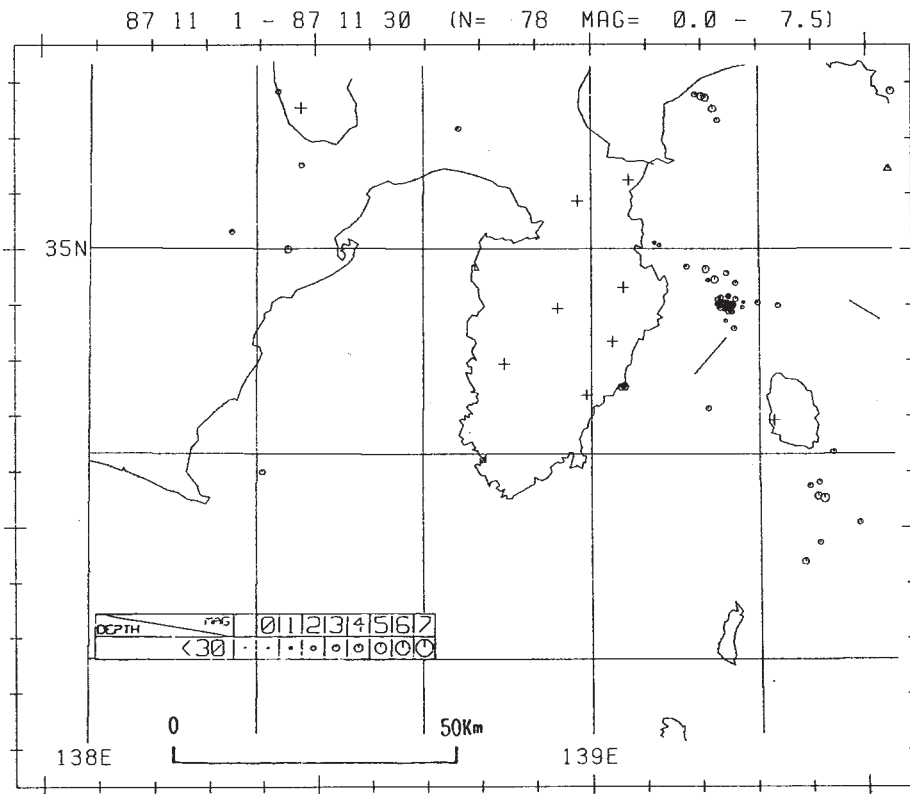 87 11 1 - 87 11 30 (N= 78 MAG= 0.0 - 7.5)
35N
DEPTH MAG 0 1 2 3 4 5 6 7
<30
0 50Km
138E 139E